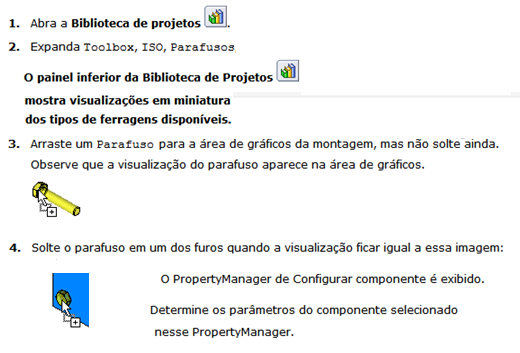 1. Abra a Biblioteca de projetos .
2. Expanda Toolbox, ISO, Parafusos
O painel inferior da Biblioteca de Projetos
mostra visualizações em miniatura
dos tipos de ferragens disponíveis.
3. Arraste um Parafuso para a área de gráficos da montagem, mas não solte ainda.
Observe que a visualização do parafuso aparece na área de gráficos.
4. Solte o parafuso em um dos furos quando a visualização ficar igual a essa imagem:
O PropertyManager de Configurar componente é exibido.
Determine os parâmetros do componente selecionado
nesse PropertyManager.